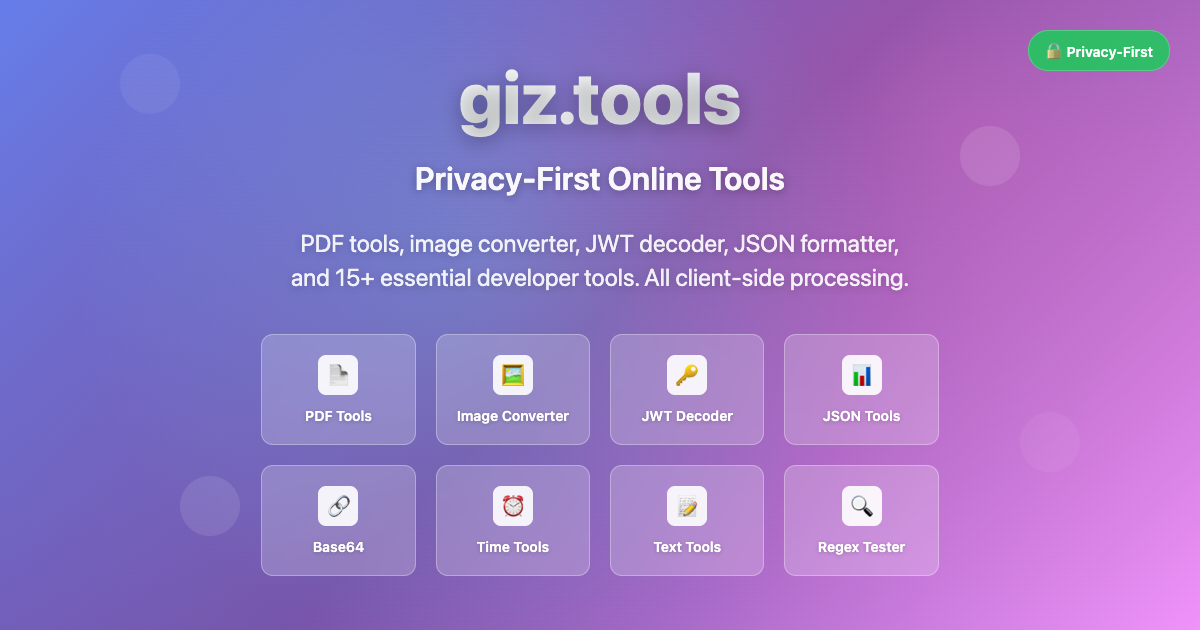 Privacy-First
giz.tools
Privacy-First Online Tools
PDF tools, image converter, JWT decoder, JSON formatter,
and 15+ essential developer tools. All client-side processing.
PDF Tools
Image Converter
JWT Decoder
JSON Tools
Base64
Time Tools
Text Tools
Regex Tester